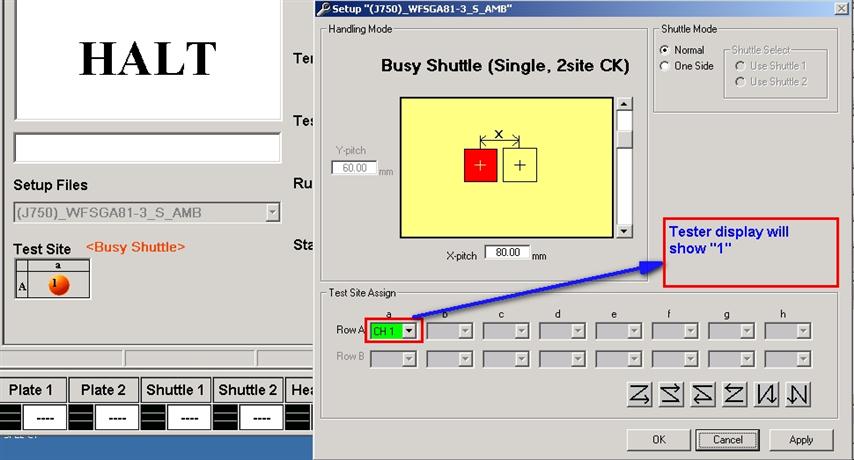 HALT
Ter
Tes
Setup Files
Ru
(J750)_WFSGA81-3_S_AMB
Test Site
<Busy Shuttle>
Sta
a
A
1
Plate 1
Plate 2
Shuttle 1
Shuttle 2
Hea
----
----
----
----
Setup "(J750)_WFSGA81-3_S_AMB"
Handling Mode
Busy Shuttle (Single, 2site CK)
X
Y-pitch
60.00 mm
X-pitch 80.00 mm
Shuttle Mode
Normal
One Side
Shuttle Select
Use Shuttle 1
Use Shuttle 2
Tester display will
show "1"
Test Site Assign
a b c d e f g h
Row A CH 1
Row B
OK
Cancel
Apply